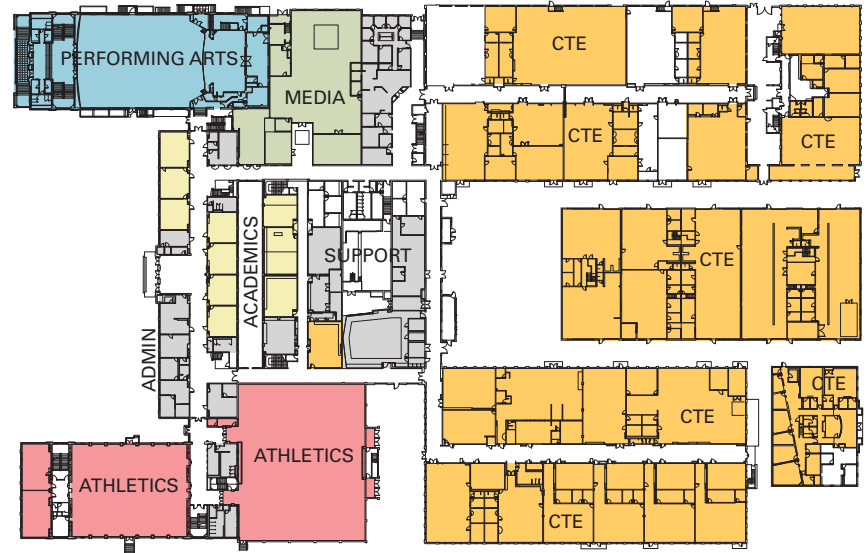 PERFORMING ARTS
MEDIA
CTE
CTE
CTE
ACADEMICS
SUPPORT
CTE
ADMIN
CTE
CTE
ATHLETICS
ATHLETICS
CTE